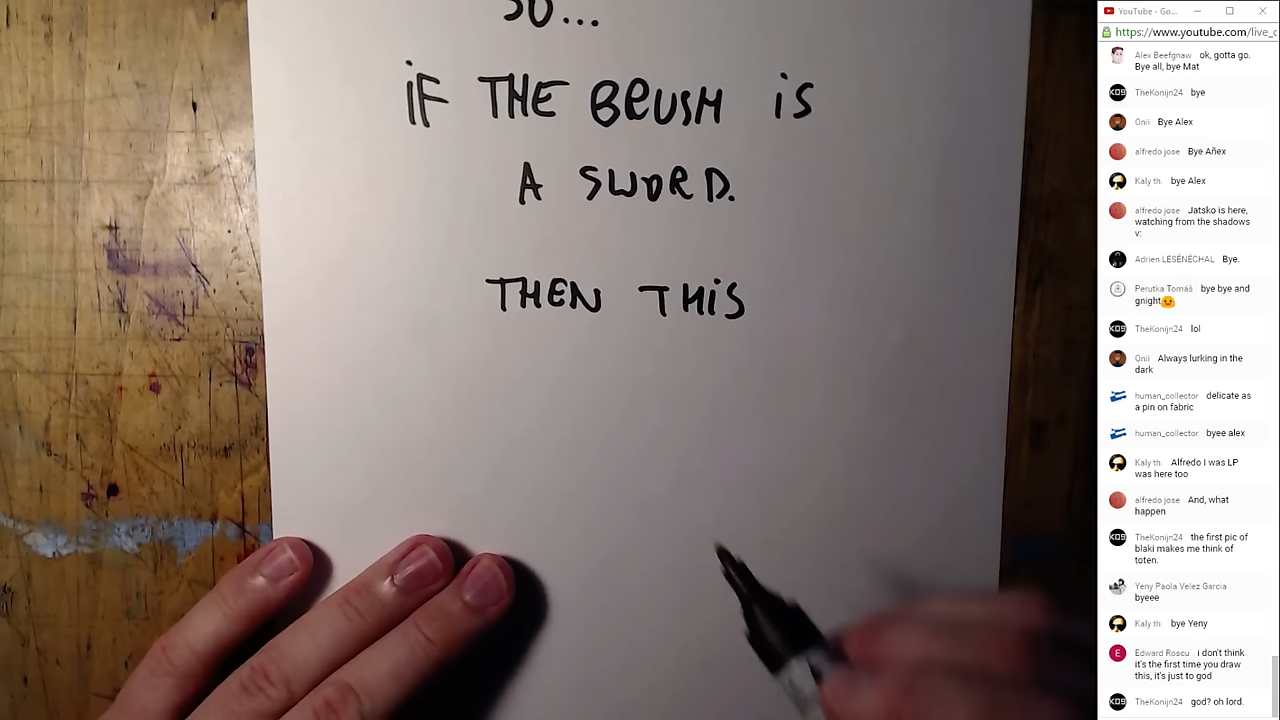 SO...
iF THE BRUSH iS
A SWORD.
THEN THiS
YouTube - Go...
https://www.youtube.com/live_c
Alex Beefgnaw ok, gotta go.
Bye all, bye Mat
K09 TheKonijn24 bye
Onii Bye Alex
alfredo jose Bye Añex
Kaly th. bye Alex
alfredo jose Jatsko is here,
watching from the shadows
v:
Adrien LESÉNÉCHAL Bye.
Perutka Tomáš bye bye and
gnight
K09 TheKonijn24 lol
Onii Always lurking in the
dark
human_collector delicate as
a pin on fabric
human_collector byee alex
Kaly th. Alfredo I was LP
was here too
alfredo jose And, what
happen
K09 TheKonijn24 the first pic of
blaki makes me think of
toten.
Yeny Paola Velez Garcia
byeee
Kaly th. bye Yeny
E Edward Roscu i don't think
it's the first time you draw
this, it's just to god
K09 TheKonijn24 god? oh lord.